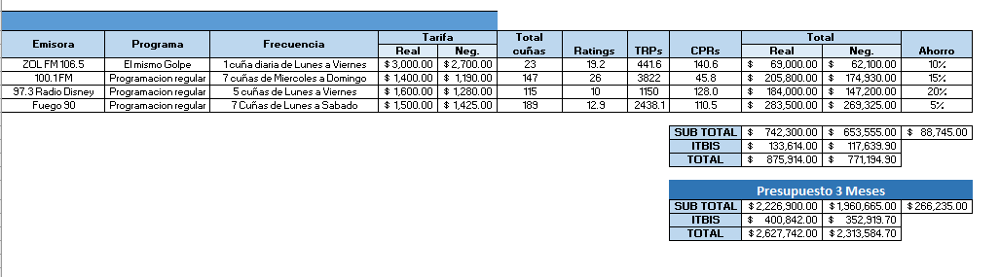 Emisora Programa Frecuencia Tarifa Total cuñas Ratings TRPs CPRs Total Ahorro
Real Neg. Real Neg.
ZOL FM 106.5 El mismo Golpe 1 cuña diaria de Lunes a Viernes $ 3,000.00 $ 2,700.00 23 19.2 441.6 140.6 $ 69,000.00 $ 62,100.00 10%
100.1 FM Programacion regular 7 cuñas de Miercoles a Domingo $ 1,400.00 $ 1,190.00 147 26 3822 45.8 $ 205,800.00 $ 174,930.00 15%
97.3 Radio Disney Programacion regular 5 cuñas de Lunes a Viernes $ 1,600.00 $ 1,280.00 115 10 1150 128.0 $ 184,000.00 $ 147,200.00 20%
Fuego 90 Programacion regular 7 Cuñas de Lunes a Sabado $ 1,500.00 $ 1,425.00 189 12.9 2438.1 110.5 $ 283,500.00 $ 269,325.00 5%
SUB TOTAL $ 742,300.00 $ 653,555.00 $ 88,745.00
ITBIS $ 133,614.00 $ 117,639.90
TOTAL $ 875,914.00 $ 771,194.90
Presupuesto 3 Meses
SUB TOTAL $ 2,226,900.00 $ 1,960,665.00 $ 266,235.00
ITBIS $ 400,842.00 $ 352,919.70
TOTAL $ 2,627,742.00 $ 2,313,584.70